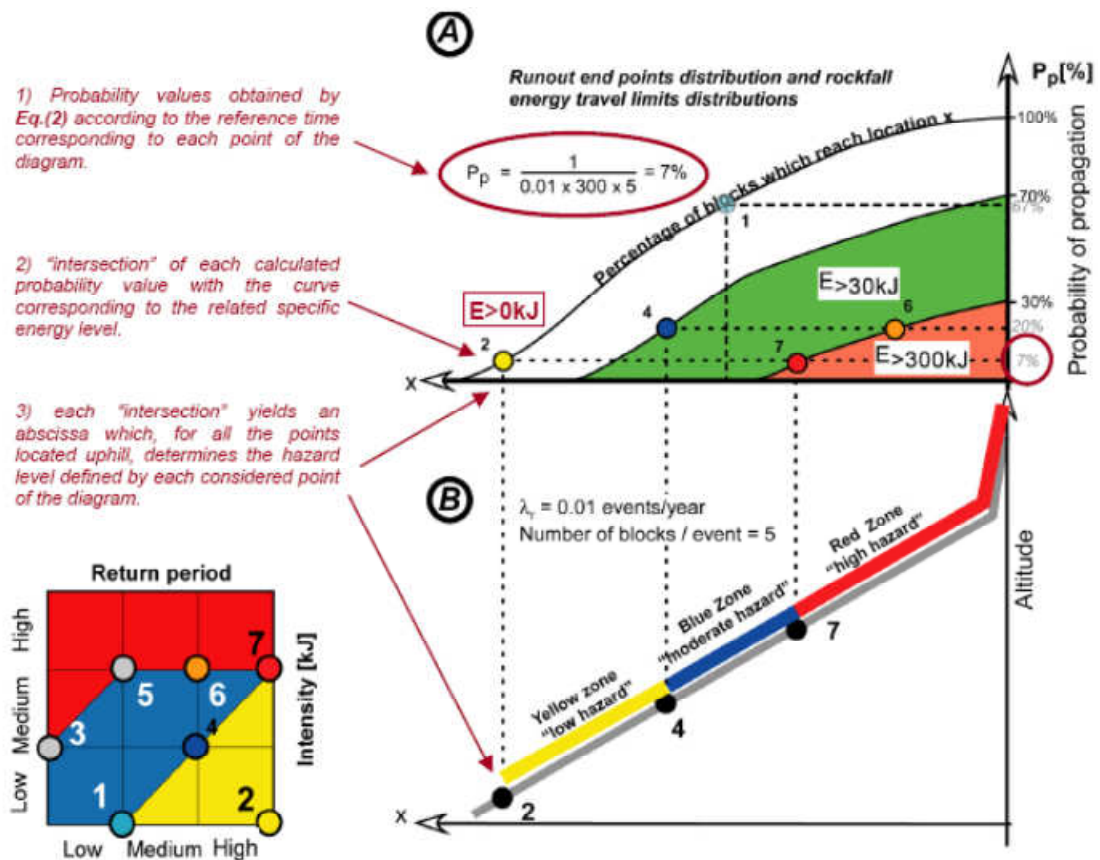 A
Runout end points distribution and rockfall
energy travel limits distributions
1) Probability values obtained by
Eq.(2) according to the reference time
corresponding to each point of the
diagram.
Pp = 1 / (0.01 x 300 x 5) = 7%
Percentage of blocks which reach location x
Pp[%]
100%
70%
67%
30%
20%
7%
Probability of propagation
1
2) "intersection" of each calculated
probability value with the curve
corresponding to the related specific
energy level.
E>0kJ
E>30kJ
E>300kJ
2
4
6
7
x
3) each "intersection" yields an
abscissa which, for all the points
located uphill, determines the hazard
level defined by each considered point
of the diagram.
B
λr = 0.01 events/year
Number of blocks / event = 5
Red Zone
"high hazard"
Blue Zone
"moderate hazard"
Yellow zone
"low hazard"
7
4
2
x
Altitude
Return period
High
Medium
Low
Intensity [kJ]
7
5
6
3
4
1
2
Low
Medium
High